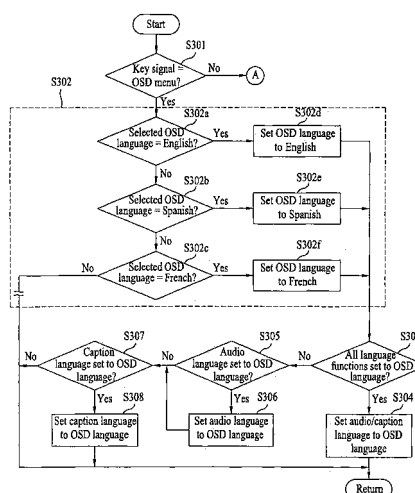 Start
S301
Key signal =
OSD menu?
No
A
Yes
S302
S302a
Selected OSD
language = English?
Yes
S302d
Set OSD language
to English
No
S302b
Selected OSD
language = Spanish?
Yes
S302e
Set OSD language
to Spanish
No
S302c
Selected OSD
language = French?
No
Yes
S302f
Set OSD language
to French
S307
Caption
language set to OSD
language?
No
S305
Audio
language set to OSD
language?
No
S30
All language
functions set to OSD
language?
No
Yes
S308
Set caption language
to OSD language
Yes
S306
Set audio language
to OSD language
Yes
S304
Set audio/caption
language to OSD
language
Return